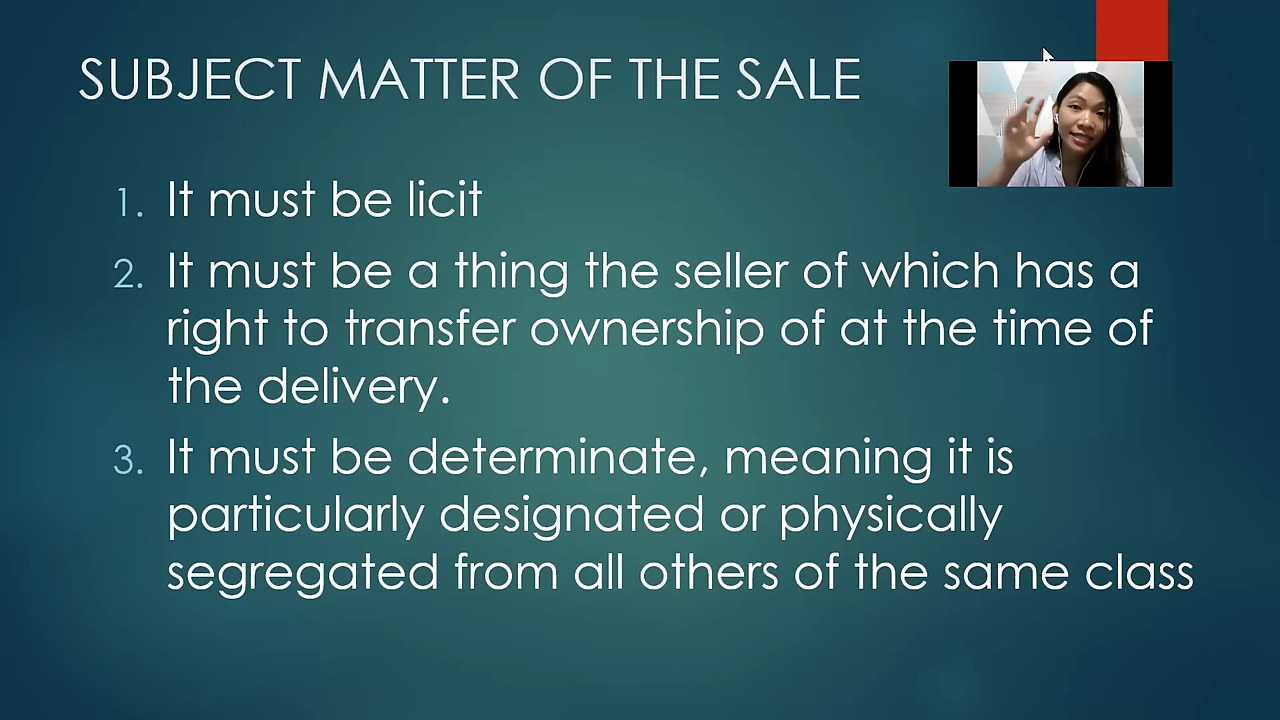 SUBJECT MATTER OF THE SALE
1. It must be licit
2. It must be a thing the seller of which has a
right to transfer ownership of at the time of
the delivery.
3. It must be determinate, meaning it is
particularly designated or physically
segregated from all others of the same class